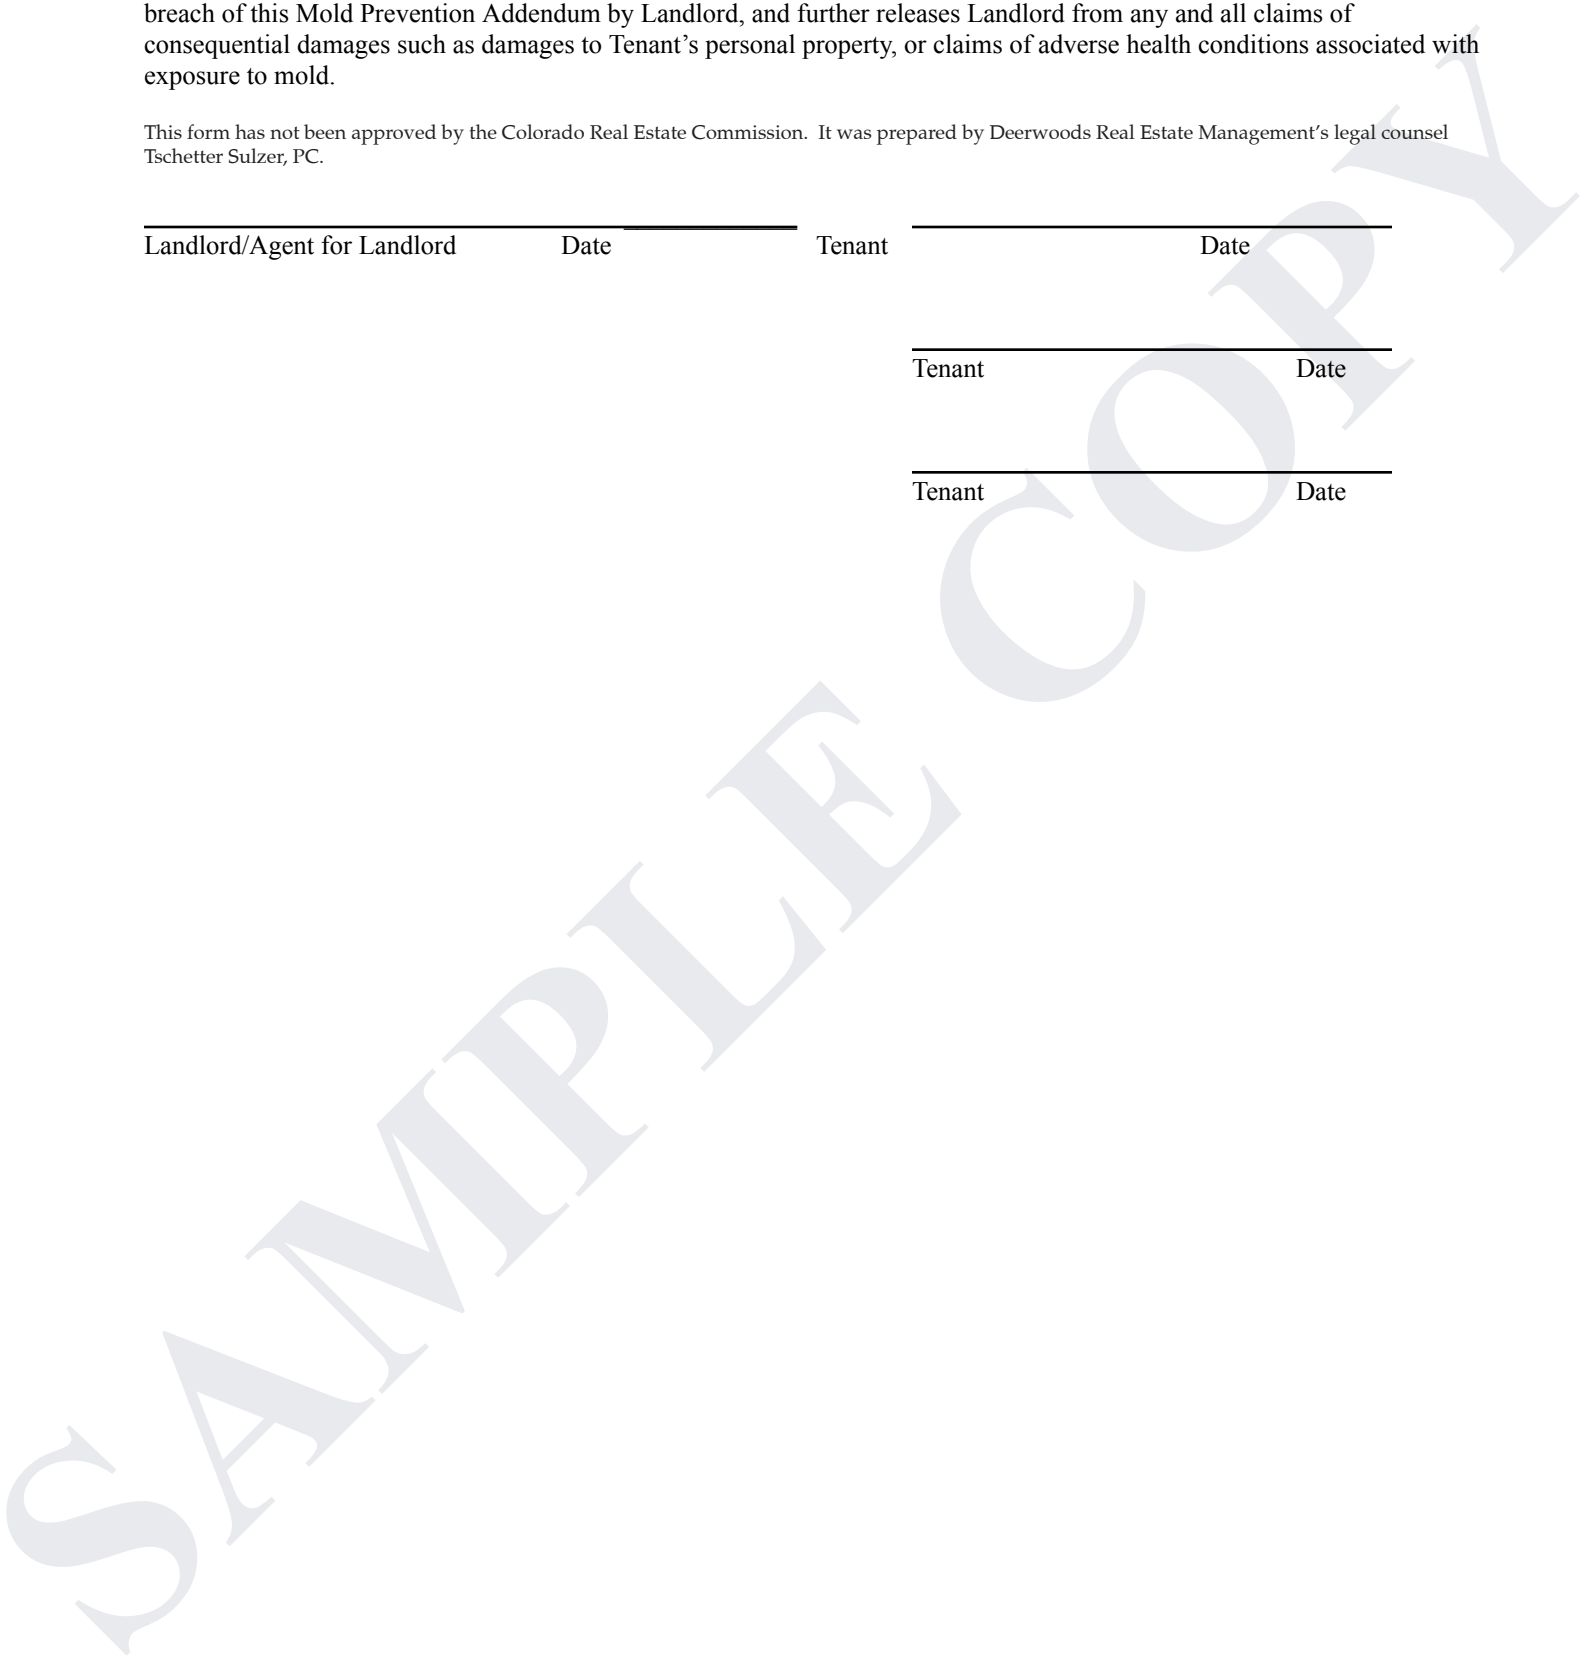 breach of this Mold Prevention Addendum by Landlord, and further releases Landlord from any and all claims of
consequential damages such as damages to Tenant’s personal property, or claims of adverse health conditions associated with
exposure to mold.
This form has not been approved by the Colorado Real Estate Commission.  It was prepared by Deerwoods Real Estate Management’s legal counsel
Tschetter Sulzer, PC.
Landlord/Agent for Landlord Date Tenant Date
Tenant Date
Tenant Date
SAMPLE COPY